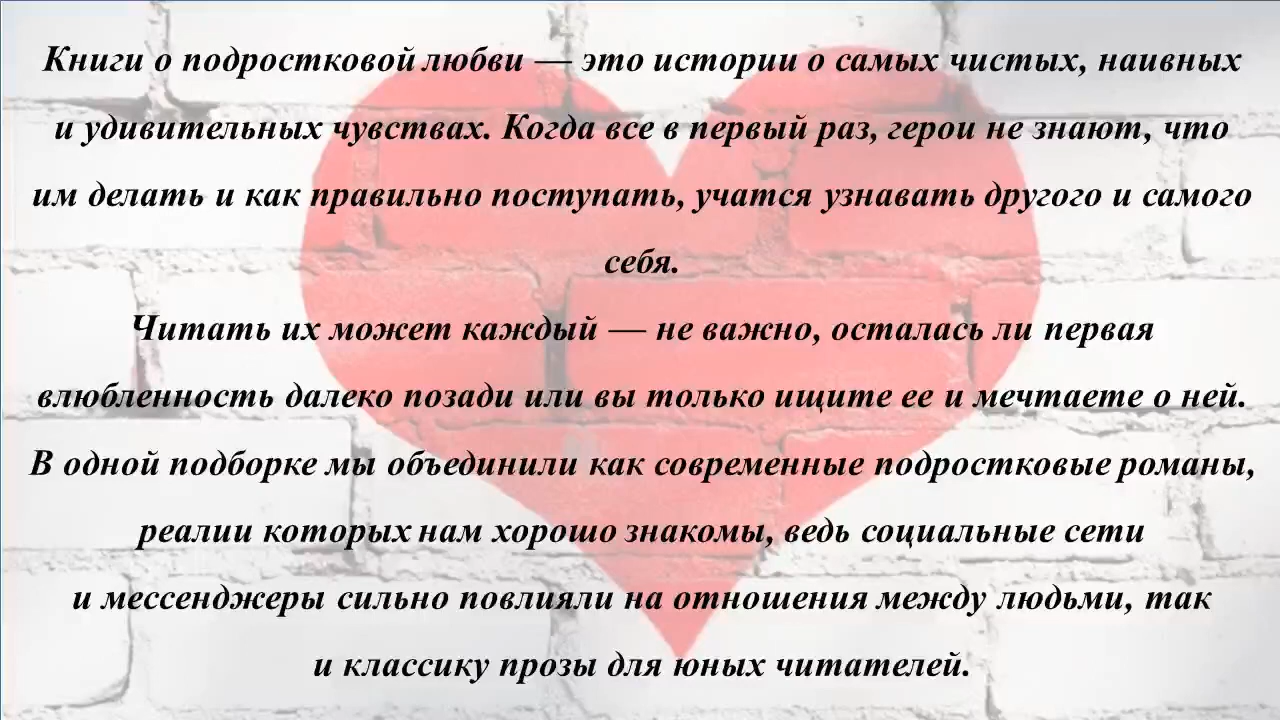 Книги о подростковой любви — это истории о самых чистых, наивных
и удивительных чувствах. Когда все в первый раз, герои не знают, что
им делать и как правильно поступать, учатся узнавать другого и самого
себя.
Читать их может каждый — не важно, осталась ли первая
влюбленность далеко позади или вы только ищите ее и мечтаете о ней.
В одной подборке мы объединили как современные подростковые романы,
реалии которых нам хорошо знакомы, ведь социальные сети
и мессенджеры сильно повлияли на отношения между людьми, так
и классику прозы для юных читателей.